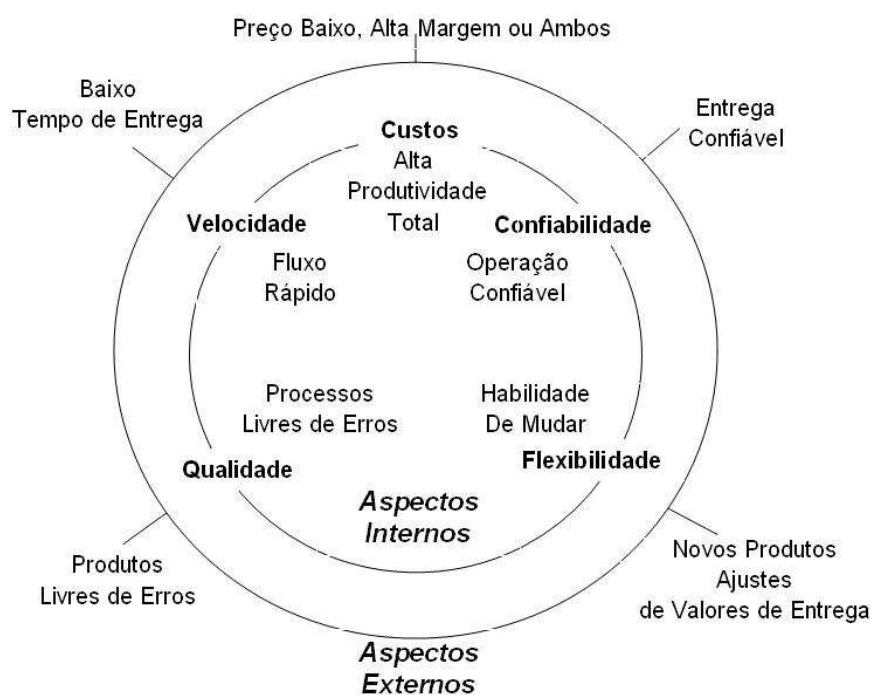 Preço Baixo, Alta Margem ou Ambos
Baixo
Tempo de Entrega
Entrega
Confiável
Custos
Alta
Produtividade
Total
Velocidade
Confiabilidade
Fluxo
Rápido
Operação
Confiável
Processos
Livres de Erros
Habilidade
De Mudar
Qualidade
Flexibilidade
Aspectos
Internos
Produtos
Livres de Erros
Novos Produtos
Ajustes
de Valores de Entrega
Aspectos
Externos